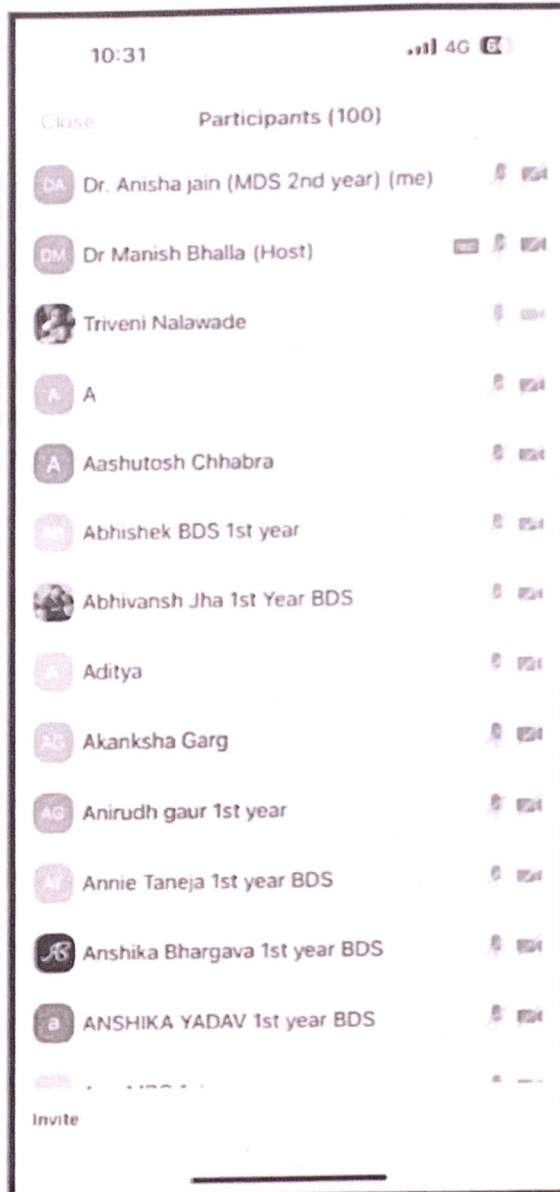 10:31 4G
Close Participants (100)
DA Dr. Anisha jain (MDS 2nd year) (me)
DM Dr Manish Bhalla (Host)
Triveni Nalawade
A A
A Aashutosh Chhabra
Abhishek BDS 1st year
Abhivansh Jha 1st Year BDS
A Aditya
AG Akanksha Garg
AG Anirudh gaur 1st year
AT Annie Taneja 1st year BDS
AB Anshika Bhargava 1st year BDS
a ANSHIKA YADAV 1st year BDS
Invite